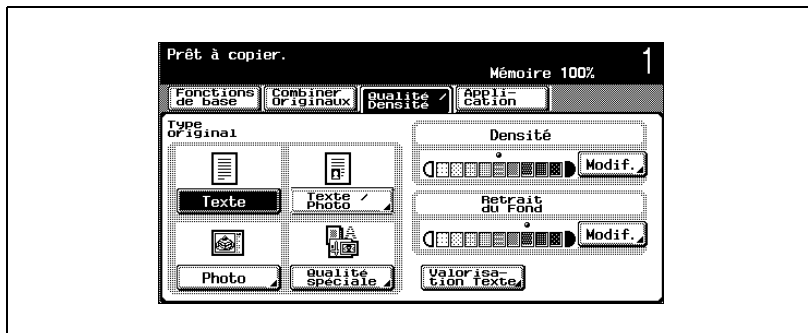 Prêt à copier.
Mémoire 100%
1
Fonctions
de base
Combiner
Originaux
Qualité /
Densité
Appli-
cation
Type
original
Texte
Texte /
Photo
Photo
Qualité
spéciale
Densité
Modif.
Retrait
du Fond
Modif.
Valorisa-
tion Texte